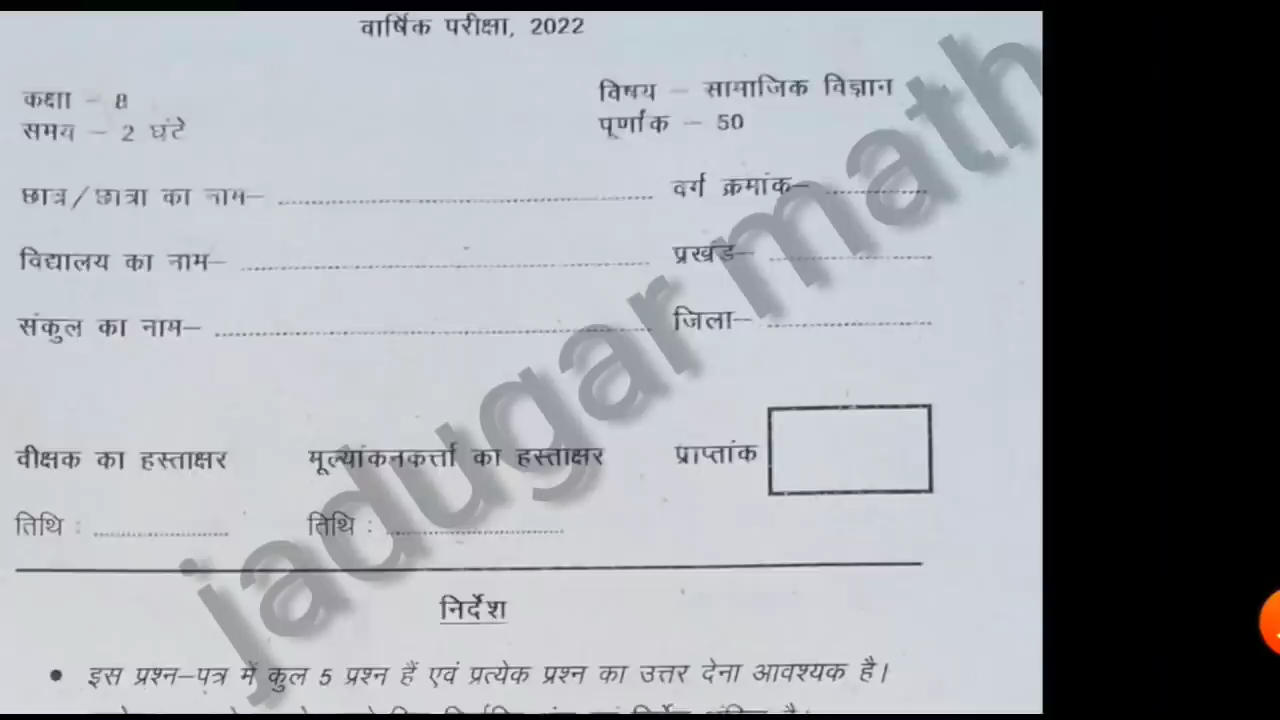 वार्षिक परीक्षा, 2022
कक्षा – 8
विषय – सामाजिक विज्ञान
समय – 2 घंटे
पूर्णांक – 50
छात्र/छात्रा का नाम– ........................ वर्ग क्रमांक– ............
विद्यालय का नाम– ........................ प्रखंड– ............
संकुल का नाम– ........................ जिला– ............
वीक्षक का हस्ताक्षर मूल्यांकनकर्त्ता का हस्ताक्षर प्राप्तांक
तिथि : ............ तिथि : ............
निर्देश
• इस प्रश्न–पत्र में कुल 5 प्रश्न हैं एवं प्रत्येक प्रश्न का उत्तर देना आवश्यक है।
jadugar math